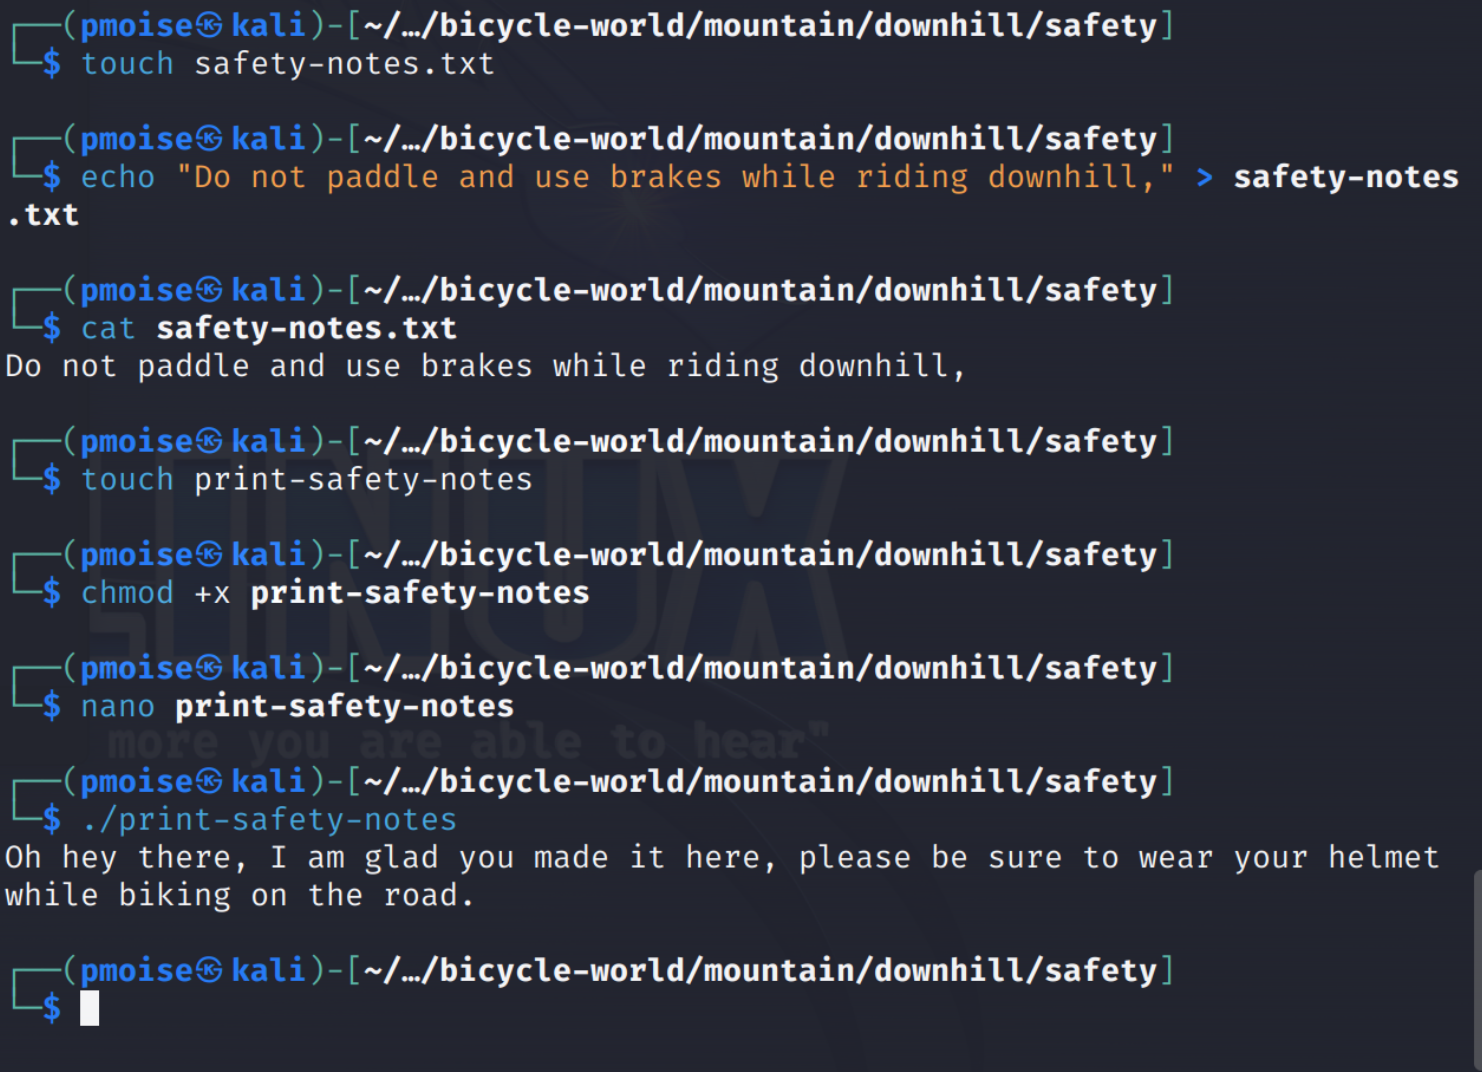 (pmoise㉿kali)-[~/…/bicycle-world/mountain/downhill/safety]
$ touch safety-notes.txt
(pmoise㉿kali)-[~/…/bicycle-world/mountain/downhill/safety]
$ echo "Do not paddle and use brakes while riding downhill," > safety-notes
.txt
(pmoise㉿kali)-[~/…/bicycle-world/mountain/downhill/safety]
$ cat safety-notes.txt
Do not paddle and use brakes while riding downhill,
(pmoise㉿kali)-[~/…/bicycle-world/mountain/downhill/safety]
$ touch print-safety-notes
(pmoise㉿kali)-[~/…/bicycle-world/mountain/downhill/safety]
$ chmod +x print-safety-notes
(pmoise㉿kali)-[~/…/bicycle-world/mountain/downhill/safety]
$ nano print-safety-notes
more you are able to hear"
(pmoise㉿kali)-[~/…/bicycle-world/mountain/downhill/safety]
$ ./print-safety-notes
Oh hey there, I am glad you made it here, please be sure to wear your helmet
while biking on the road.
(pmoise㉿kali)-[~/…/bicycle-world/mountain/downhill/safety]
$